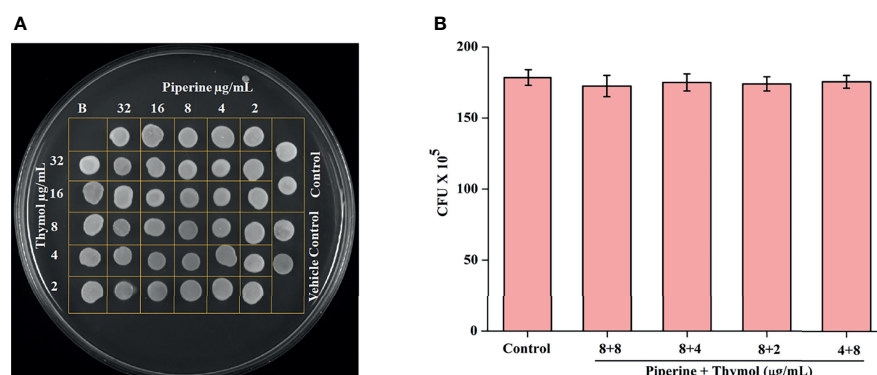 A
Piperine µg/mL
B 32 16 8 4 2
Thymol µg/mL
32
16
8
4
2
Control
Vehicle Control
B
CFU X 10⁵
200
150
100
50
0
Control 8+8 8+4 8+2 4+8
Piperine + Thymol (µg/mL)